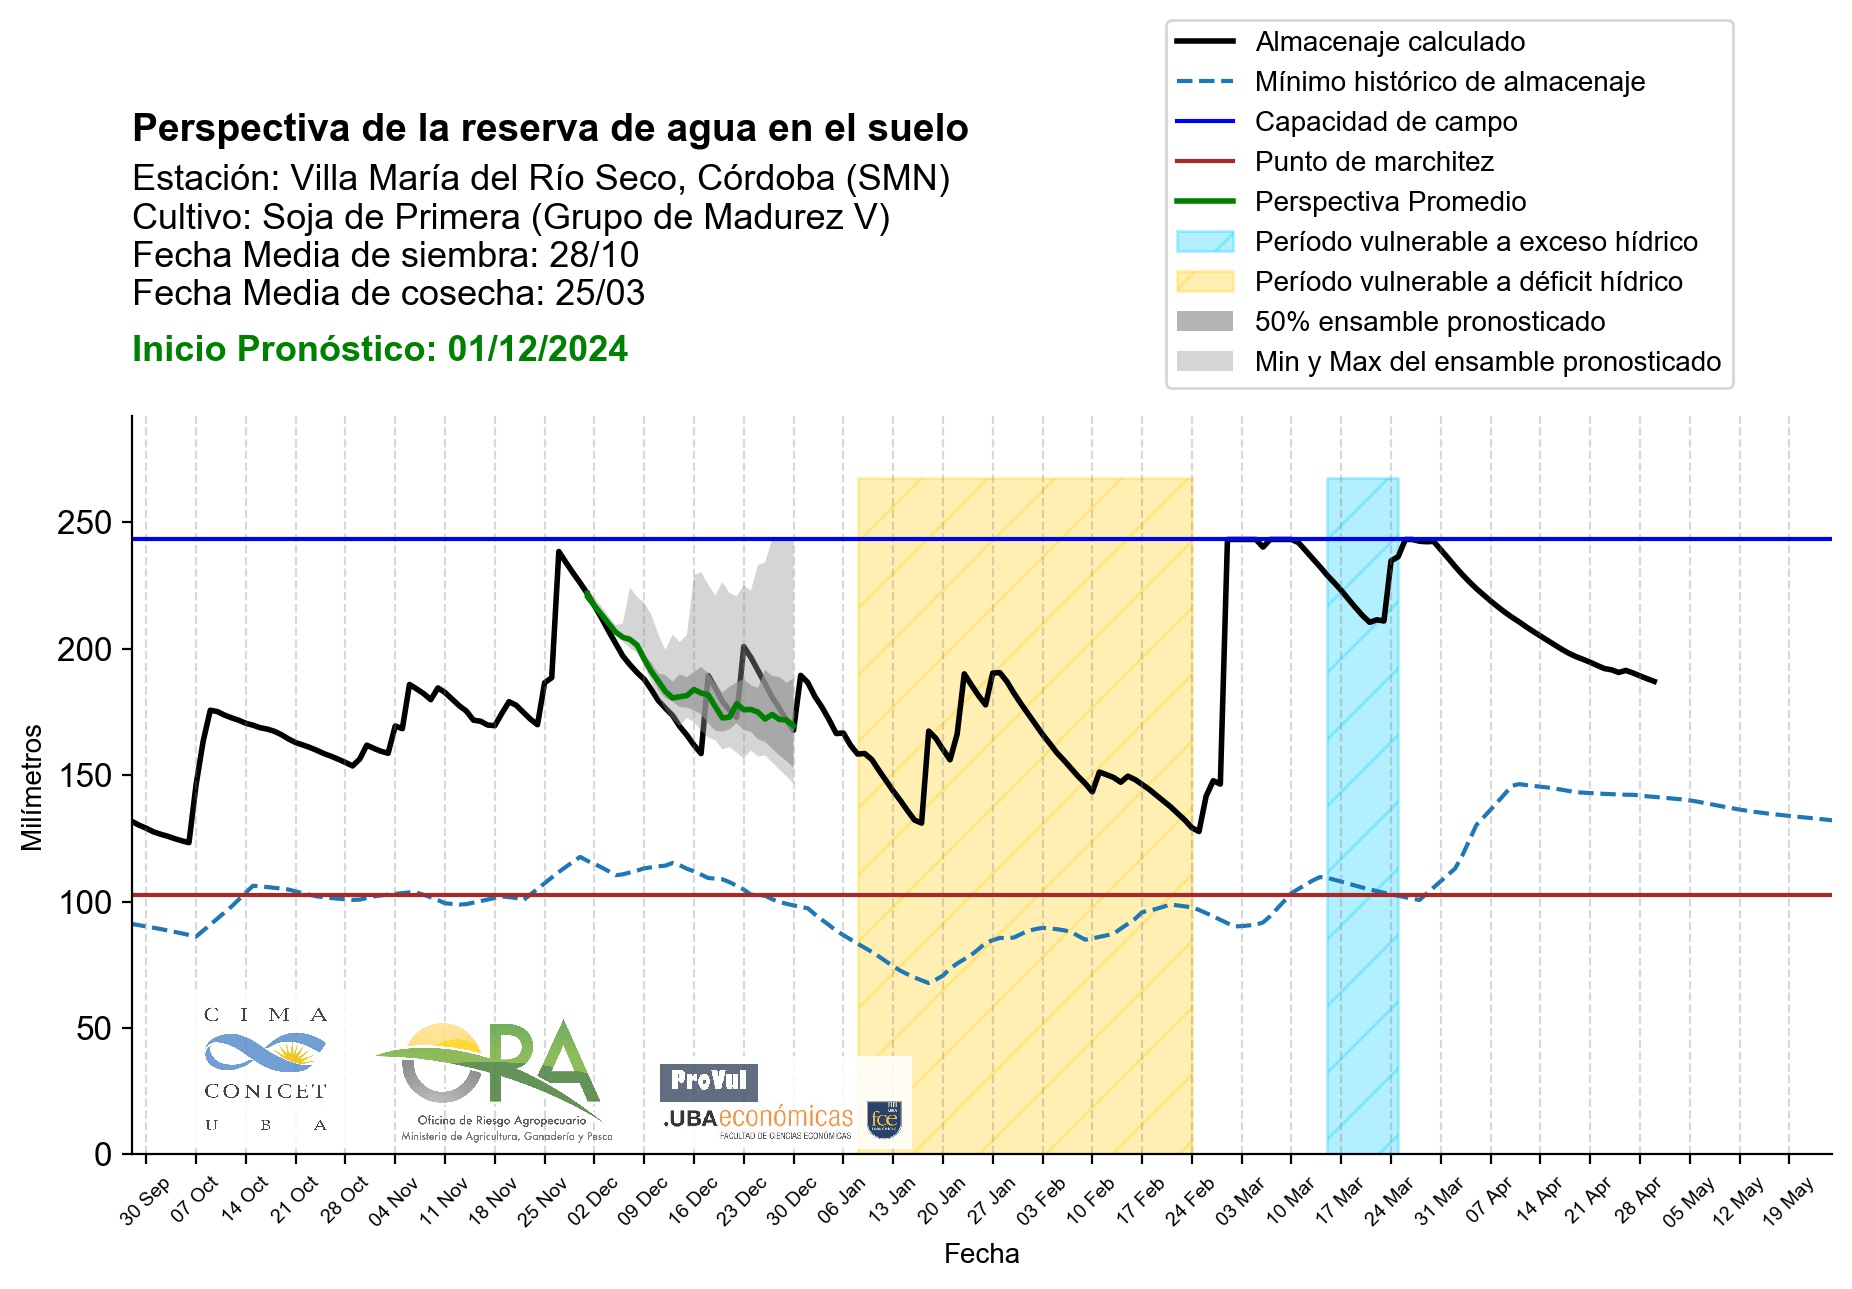 Almacenaje calculado
Mínimo histórico de almacenaje
Capacidad de campo
Punto de marchitez
Perspectiva Promedio
Período vulnerable a exceso hídrico
Período vulnerable a déficit hídrico
50% ensamble pronosticado
Min y Max del ensamble pronosticado
Perspectiva de la reserva de agua en el suelo
Estación: Villa María del Río Seco, Córdoba (SMN)
Cultivo: Soja de Primera (Grupo de Madurez V)
Fecha Media de siembra: 28/10
Fecha Media de cosecha: 25/03
Inicio Pronóstico: 01/12/2024
Milímetros
250
200
150
100
50
0
CIMA
CONICET
UBA
ORA
Oficina de Riesgo Agropecuario
Ministerio de Agricultura, Ganadería y Pesca
ProVul
.UBAeconómicas
FACULTAD DE CIENCIAS ECONÓMICAS
UBA
fce
30 Sep
07 Oct
14 Oct
21 Oct
28 Oct
04 Nov
11 Nov
18 Nov
25 Nov
02 Dec
09 Dec
16 Dec
23 Dec
30 Dec
06 Jan
13 Jan
20 Jan
27 Jan
03 Feb
10 Feb
17 Feb
24 Feb
03 Mar
10 Mar
17 Mar
24 Mar
31 Mar
07 Apr
14 Apr
21 Apr
28 Apr
05 May
12 May
19 May
Fecha